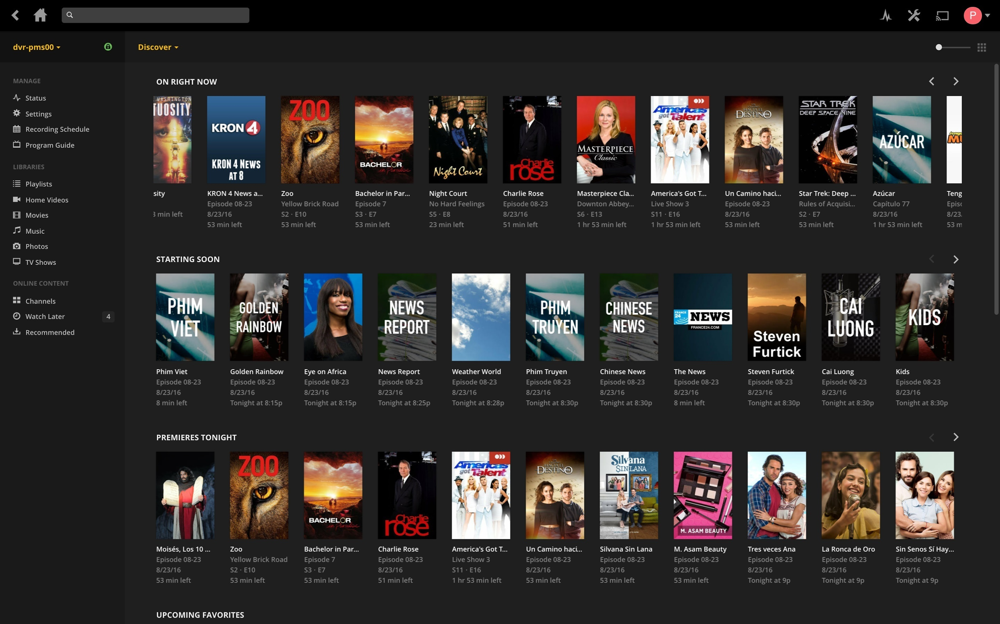 P
dvr-pms00
Discover
MANAGE
Status
Settings
Recording Schedule
Program Guide
LIBRARIES
Playlists
Home Videos
Movies
Music
Photos
TV Shows
ONLINE CONTENT
Channels
Watch Later 4
Recommended
ON RIGHT NOW
WASHINGTON
TUOSITY
sity
3 min left
KRON 4
KRON 4 NEWS
AT 8
KRON 4 News a...
Episode 08-23
8/23/16
53 min left
ZOO
Zoo
Yellow Brick Road
S2 · E10
53 min left
BACHELOR
in Paradise
Bachelor in Par...
Episode 7
S3 · E7
53 min left
Night Court
Night Court
No Hard Feelings
S5 · E8
23 min left
Charlie
rose
Charlie Rose
Episode 08-23
8/23/16
51 min left
MASTERPIECE
Classic
Masterpiece Cla...
Downton Abbey...
S6 · E13
1 hr 53 min left
America's
got Talent
America's Got T...
Live Show 3
S11 · E16
1 hr 53 min left
UN
CAMINO
HACIA EL
DESTINO
Un Camino haci...
Episode 08-23
8/23/16
53 min left
STAR TREK
DEEP SPACE NINE
Star Trek: Deep ...
Rules of Acquisi...
S2 · E7
53 min left
AZÚCAR
Azúcar
Capítulo 77
8/23/16
1 hr 53 min left
tengo
MU
Teng
Episo
8/23/
53 m
STARTING SOON
PHIM
VIET
Phim Viet
Episode 08-23
8/23/16
8 min left
GOLDEN
RAINBOW
Golden Rainbow
Episode 08-23
8/23/16
Tonight at 8:15p
Eye on Africa
Episode 08-23
8/23/16
Tonight at 8:15p
NEWS
REPORT
News Report
Episode 08-23
8/23/16
Tonight at 8:25p
Weather World
Episode 08-23
8/23/16
Tonight at 8:28p
PHIM
TRUYEN
Phim Truyen
Episode 08-23
8/23/16
Tonight at 8:30p
CHINESE
NEWS
Chinese News
Episode 08-23
8/23/16
Tonight at 8:30p
FRANCE
24
NEWS
FRANCE24.COM
The News
Episode 08-23
8/23/16
8 min left
Steven
Furtick
Steven Furtick
Episode 08-23
8/23/16
Tonight at 8:30p
CAI
LUONG
Cai Luong
Episode 08-23
8/23/16
Tonight at 8:30p
KIDS
Kids
Episode 08-23
8/23/16
Tonight at 8:30p
PREMIERES TONIGHT
Moisés, Los 10 ...
Episode 08-23
8/23/16
53 min left
ZOO
Zoo
Yellow Brick Road
S2 · E10
53 min left
BACHELOR
in Paradise
Bachelor in Par...
Episode 7
S3 · E7
53 min left
Charlie
rose
Charlie Rose
Episode 08-23
8/23/16
51 min left
America's
got Talent
America's Got T...
Live Show 3
S11 · E16
1 hr 53 min left
UN
CAMINO
HACIA EL
DESTINO
Un Camino haci...
Episode 08-23
8/23/16
53 min left
Silvana
SIN LANA
Silvana Sin Lana
Episode 08-23
8/23/16
53 min left
M. ASAM BEAUTY
M. Asam Beauty
Episode 08-23
8/23/16
53 min left
Tres veces Ana
Episode 08-23
8/23/16
Tonight at 9p
La Ronca de Oro
Episode 08-23
8/23/16
Tonight at 9p
Sin Senos Sí Hay...
Episode 08-23
8/23/16
Tonight at 9p
UPCOMING FAVORITES